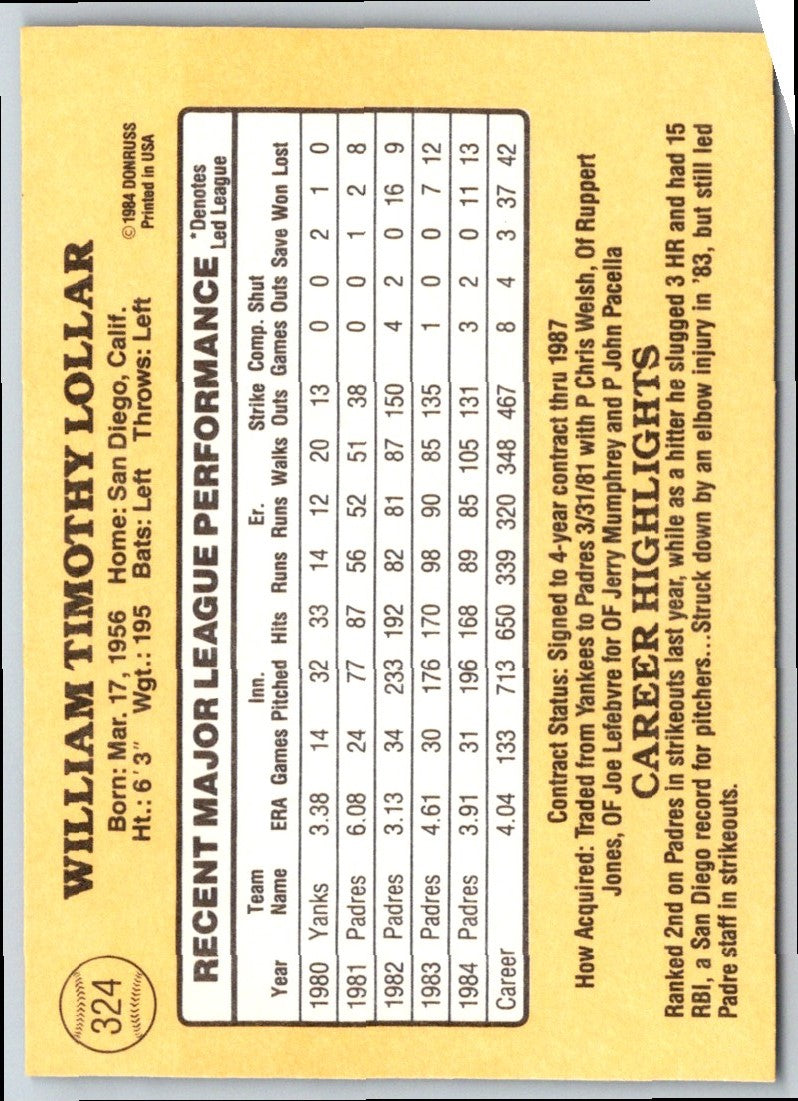 324
WILLIAM TIMOTHY LOLLAR
©1984 DONRUSS
Printed in USA
Born: Mar. 17, 1956 Home: San Diego, Calif.
Ht.: 6'3" Wgt.: 195 Bats: Left Throws: Left
RECENT MAJOR LEAGUE PERFORMANCE *Denotes Led League
Year Team Name ERA Games Inn. Pitched Hits Runs Er. Runs Walks Strike Outs Comp. Games Shut Outs Save Won Lost
1980 Yanks 3.38 14 32 33 14 12 20 13 0 0 2 1 0
1981 Padres 6.08 24 77 87 56 52 51 38 0 0 1 2 8
1982 Padres 3.13 34 233 192 82 81 87 150 4 2 0 16 9
1983 Padres 4.61 30 176 170 98 90 85 135 1 0 0 7 12
1984 Padres 3.91 31 196 168 89 85 105 131 3 2 0 11 13
Career 4.04 133 713 650 339 320 348 467 8 4 3 37 42
Contract Status: Signed to 4-year contract thru 1987
How Acquired: Traded from Yankees to Padres 3/31/81 with P Chris Welsh, Of Ruppert
Jones, OF Joe Lefebvre for OF Jerry Mumphrey and P John Pacella
CAREER HIGHLIGHTS
Ranked 2nd on Padres in strikeouts last year, while as a hitter he slugged 3 HR and had 15
RBI, a San Diego record for pitchers...Struck down by an elbow injury in '83, but still led
Padre staff in strikeouts.